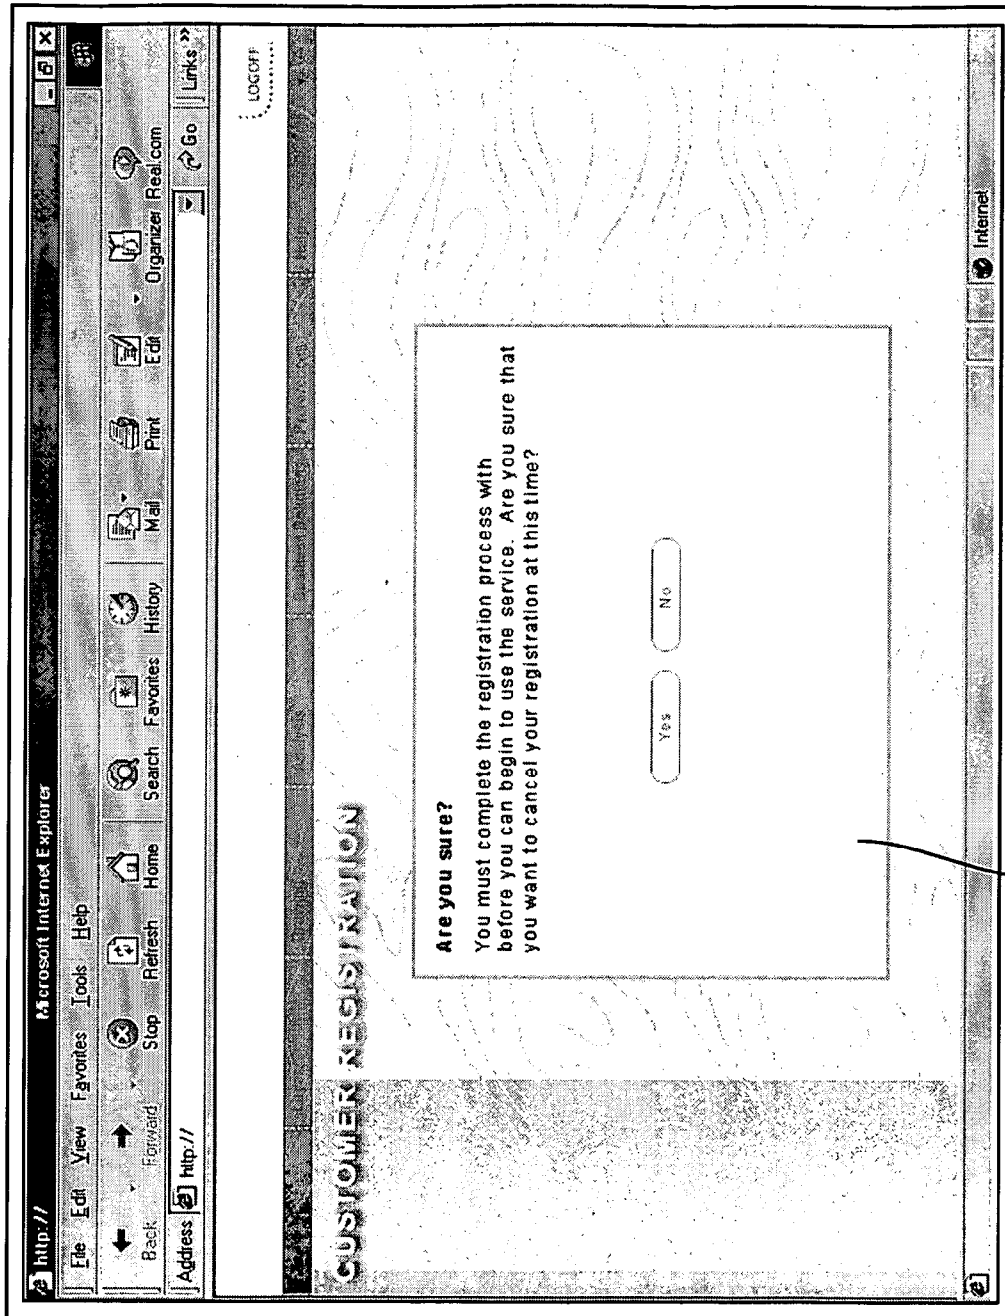 http:// Microsoft Internet Explorer
File Edit View Favorites Tools Help
Back Forward Stop Refresh Home Search Favorites History Mail Print Edit Organizer Real.com
Address http:// Go Links »
LOGOFF
CUSTOMER REGISTRATION
Are you sure?
You must complete the registration process with
before you can begin to use the service. Are you sure that
you want to cancel your registration at this time?
Yes No
Internet